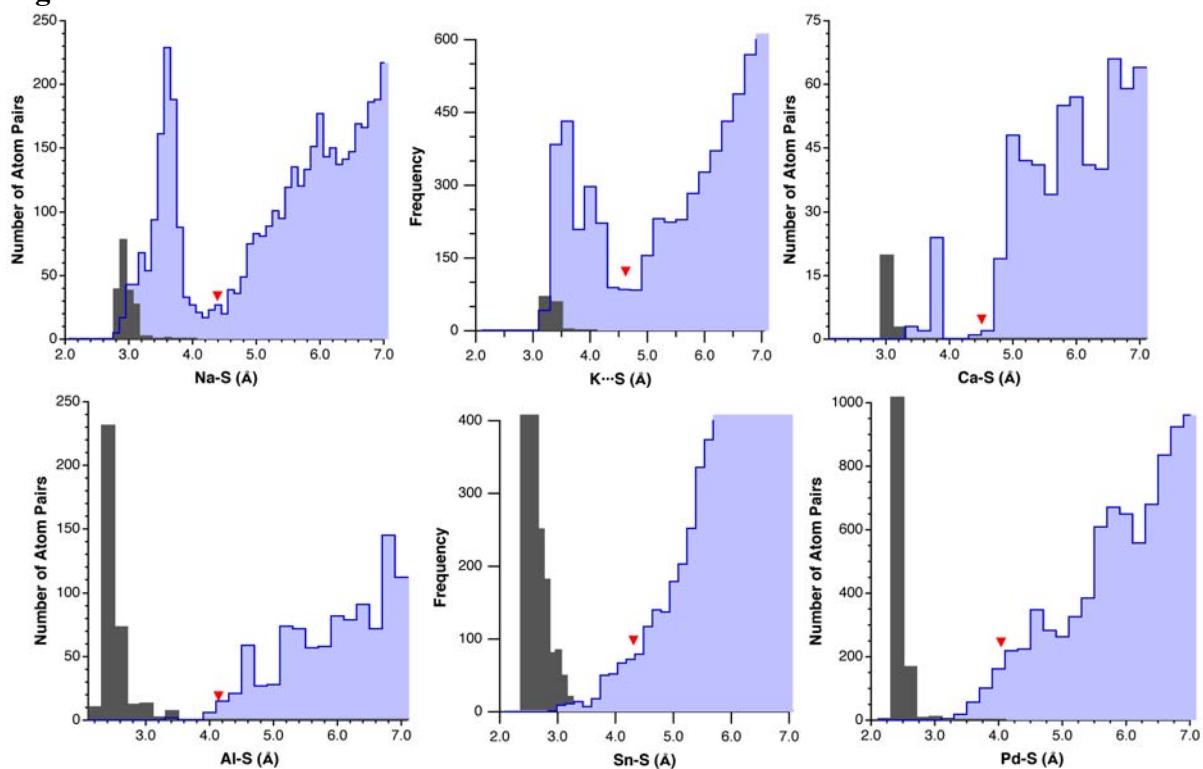 250
200
150
100
50
0
Number of Atom Pairs
2.0 3.0 4.0 5.0 6.0 7.0
Na-S (Å)
600
450
300
150
0
Frequency
2.0 3.0 4.0 5.0 6.0 7.0
K···S (Å)
75
60
45
30
15
0
Number of Atom Pairs
3.0 4.0 5.0 6.0 7.0
Ca-S (Å)
250
200
150
100
50
0
Number of Atom Pairs
3.0 4.0 5.0 6.0 7.0
Al-S (Å)
400
300
200
100
0
Frequency
2.0 3.0 4.0 5.0 6.0 7.0
Sn-S (Å)
1000
800
600
400
200
0
Number of Atom Pairs
2.0 3.0 4.0 5.0 6.0 7.0
Pd-S (Å)